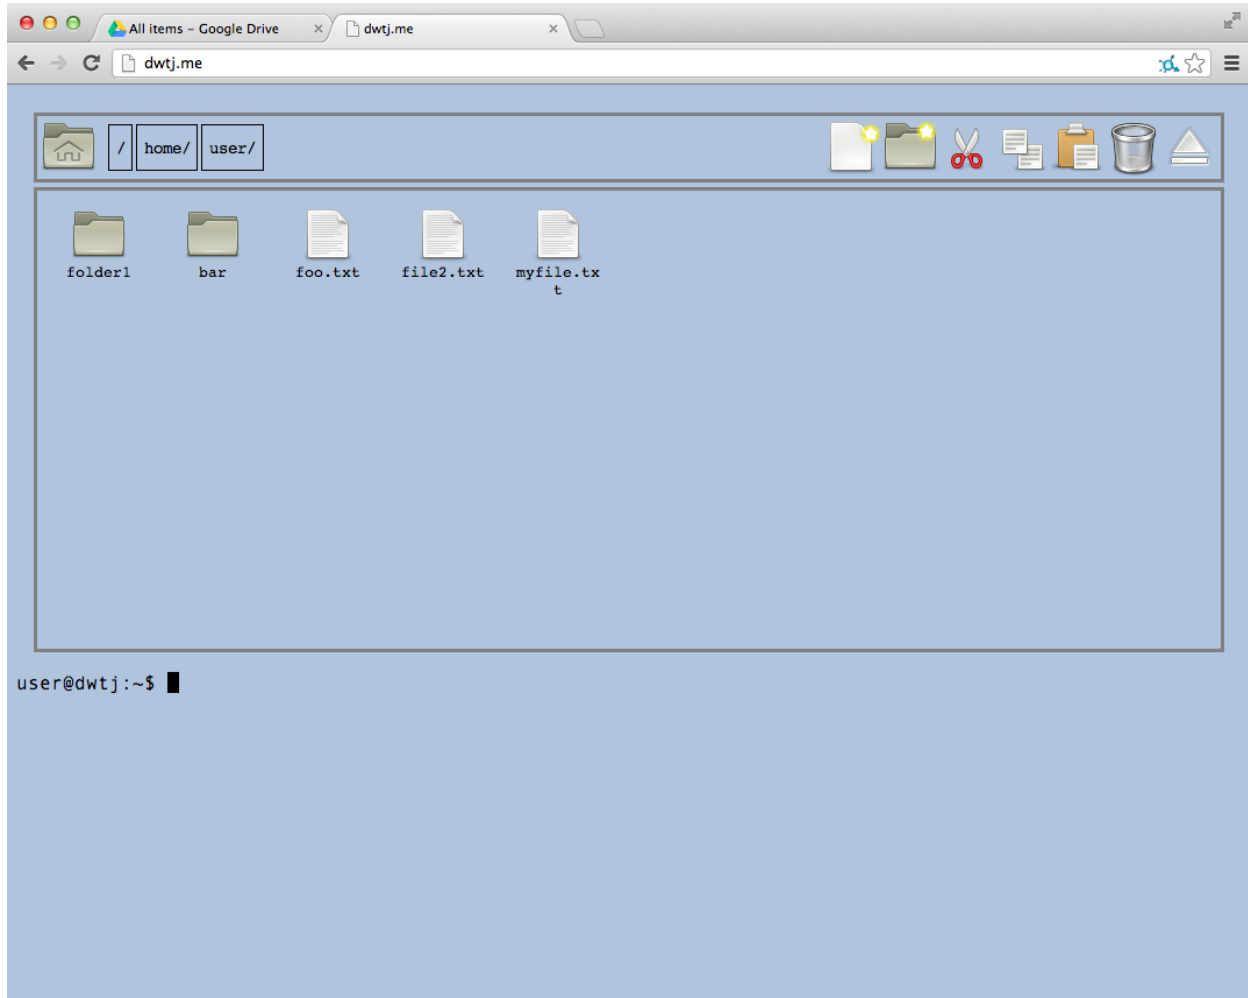 All items – Google Drive
dwtj.me
dwtj.me
/ home/ user/
folder1 bar foo.txt file2.txt myfile.tx
t
user@dwtj:~$